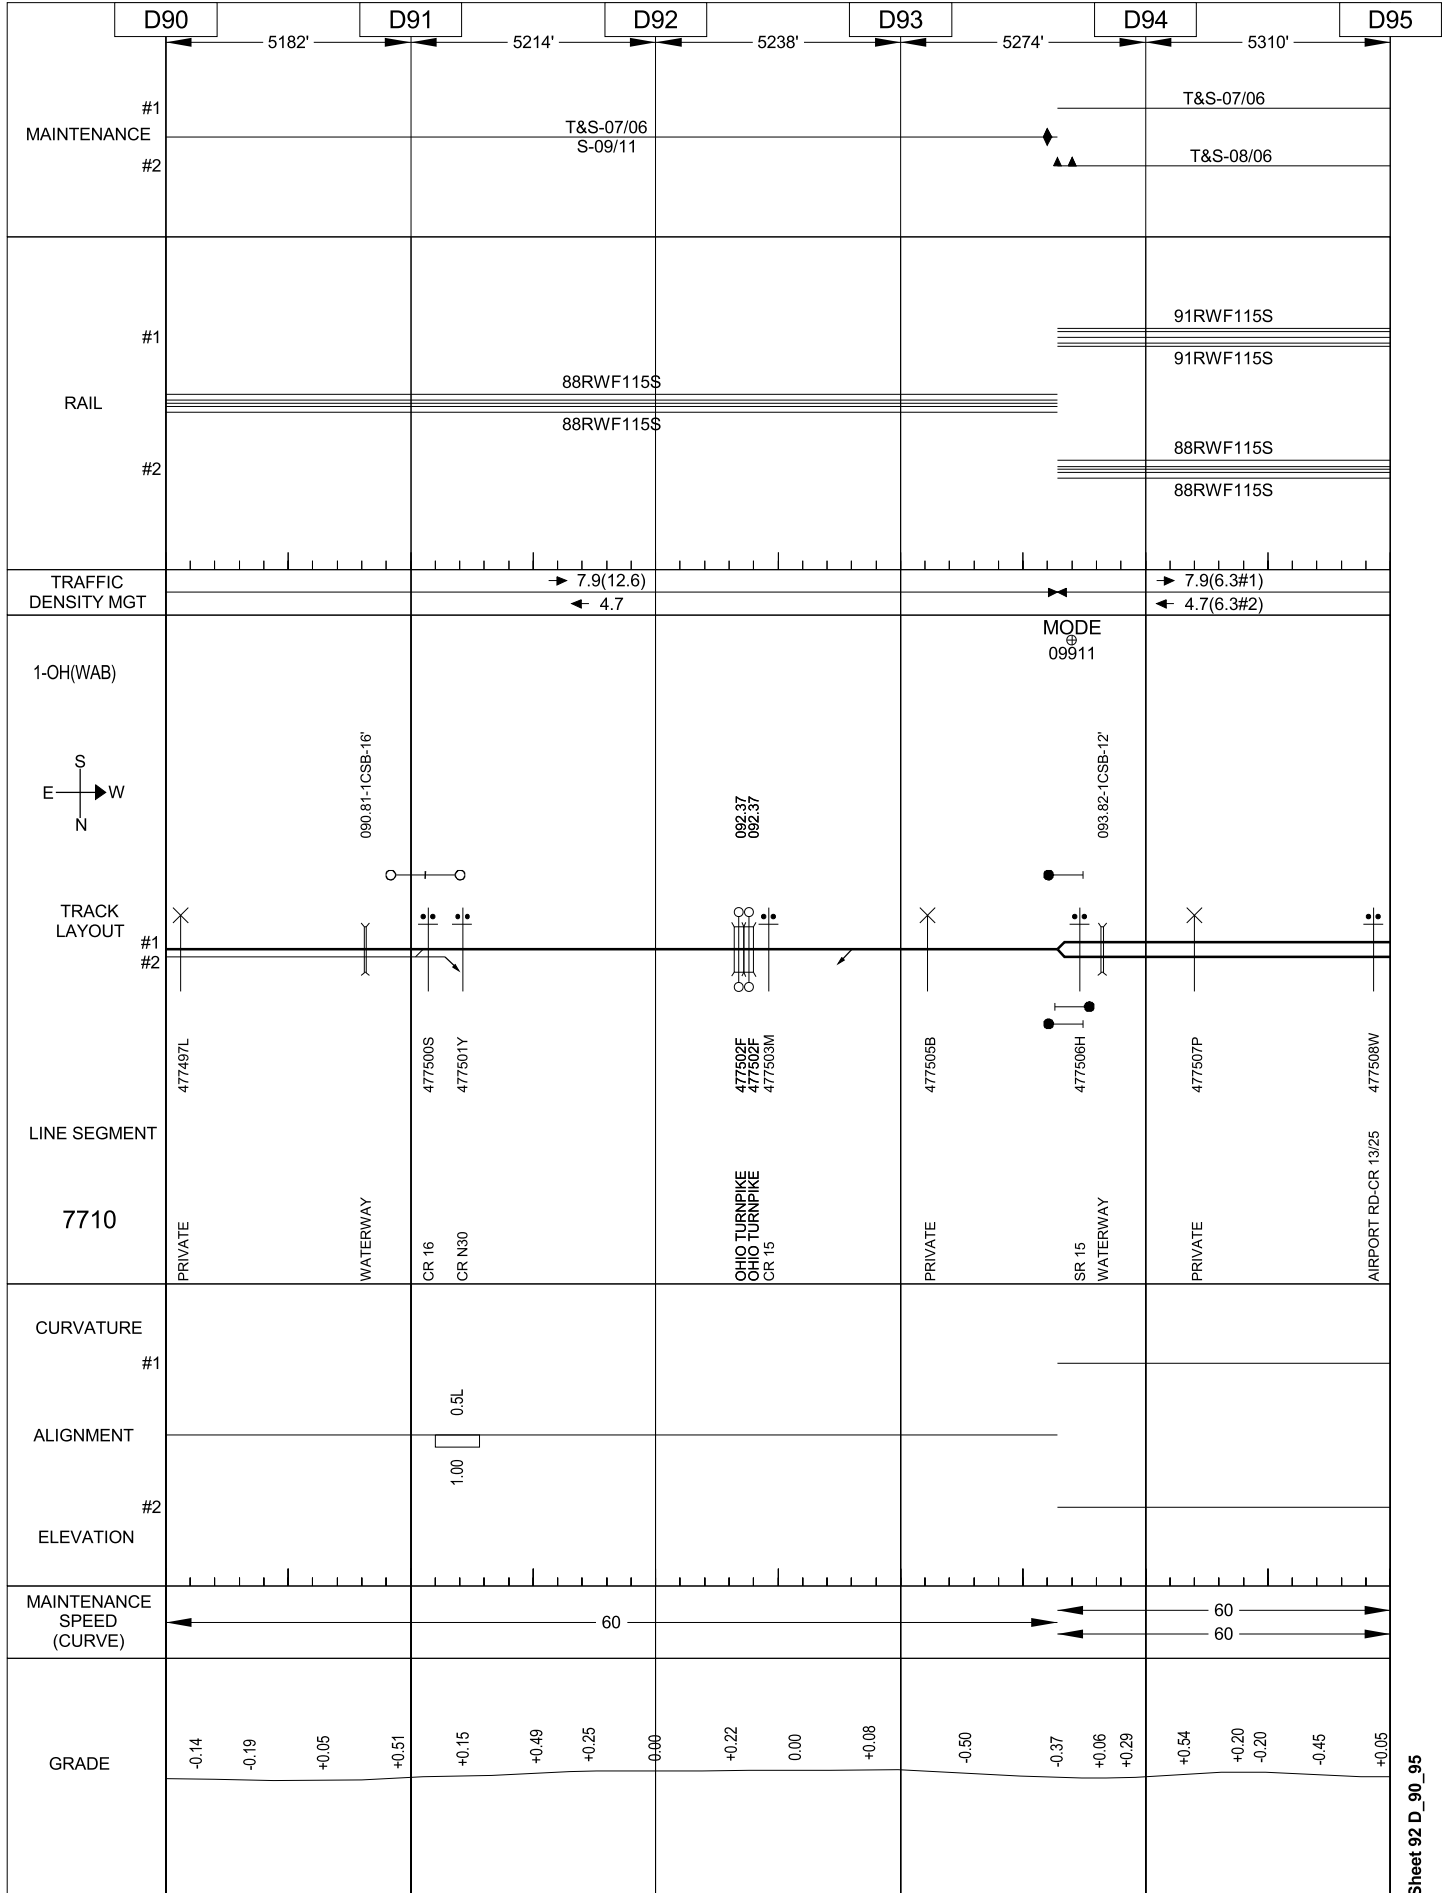 D90 D91 D92 D93 D94 D95
5182' 5214' 5238' 5274' 5310'
#1
MAINTENANCE
#2
T&S-07/06
S-09/11
T&S-07/06
T&S-08/06
#1
RAIL
#2
88RWF115S
88RWF115S
91RWF115S
91RWF115S
88RWF115S
88RWF115S
TRAFFIC
DENSITY MGT
7.9(12.6)
4.7
7.9(6.3#1)
4.7(6.3#2)
MODE
09911
1-OH(WAB)
S
E W
N
090.81-1CSB-16'
092.37
092.37
093.82-1CSB-12'
TRACK
LAYOUT
#1
#2
477497L
477500S
477501Y
477502F
477502F
477503M
477505B
477506H
477507P
477508W
LINE SEGMENT
7710
PRIVATE
WATERWAY
CR 16
CR N30
OHIO TURNPIKE
OHIO TURNPIKE
CR 15
PRIVATE
SR 15
WATERWAY
PRIVATE
AIRPORT RD-CR 13/25
CURVATURE
#1
ALIGNMENT
#2
ELEVATION
0.5L
1.00
MAINTENANCE
SPEED
(CURVE)
60
60
60
GRADE
-0.14
-0.19
+0.05
+0.51
+0.15
+0.49
+0.25
0.00
+0.22
0.00
+0.08
-0.50
-0.37
+0.06
+0.29
+0.54
+0.20
-0.20
-0.45
+0.05
Sheet 92 D_90_95